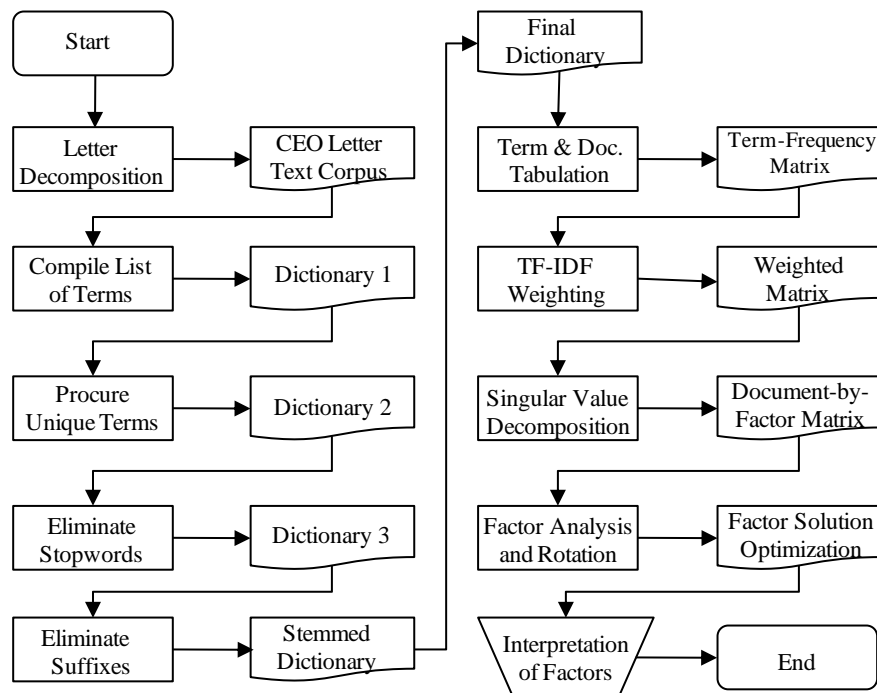 Start
Letter
Decomposition
CEO Letter
Text Corpus
Compile List
of Terms
Dictionary 1
Procure
Unique Terms
Dictionary 2
Eliminate
Stopwords
Dictionary 3
Eliminate
Suffixes
Stemmed
Dictionary
Final
Dictionary
Term & Doc.
Tabulation
Term-Frequency
Matrix
TF-IDF
Weighting
Weighted
Matrix
Singular Value
Decomposition
Document-by-
Factor Matrix
Factor Analysis
and Rotation
Factor Solution
Optimization
Interpretation
of Factors
End